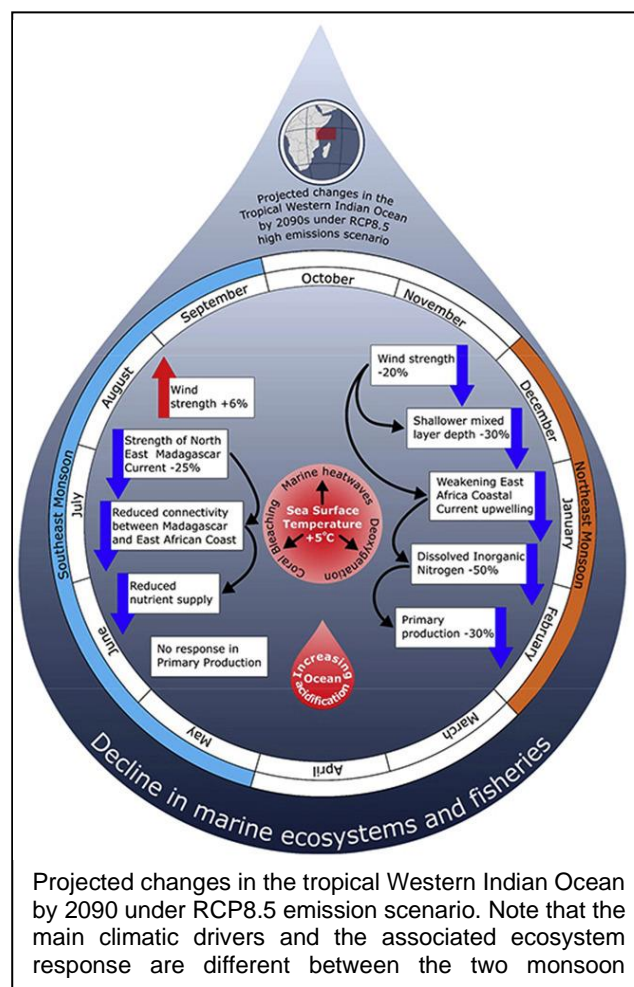 Projected changes in the
Tropical Western Indian Ocean
by 2090s under RCP8.5
high emissions scenario
September
October
November
August
December
July
January
June
February
May
April
March
Southeast Monsoon
Northeast Monsoon
Wind
strength +6%
Strength of North
East Madagascar
Current -25%
Reduced connectivity
between Madagascar
and East African Coast
Reduced
nutrient supply
No response in
Primary Production
Marine heatwaves
Sea Surface
Temperature
+5°C
Coral Bleaching
Deoxygenation
Increasing
Ocean
acidification
Wind strength
-20%
Shallower mixed
layer depth -30%
Weakening East
Africa Coastal
Current upwelling
Dissolved Inorganic
Nitrogen -50%
Primary
production -30%
Decline in marine ecosystems and fisheries
Projected changes in the tropical Western Indian Ocean
by 2090 under RCP8.5 emission scenario. Note that the
main climatic drivers and the associated ecosystem
response are different between the two monsoon